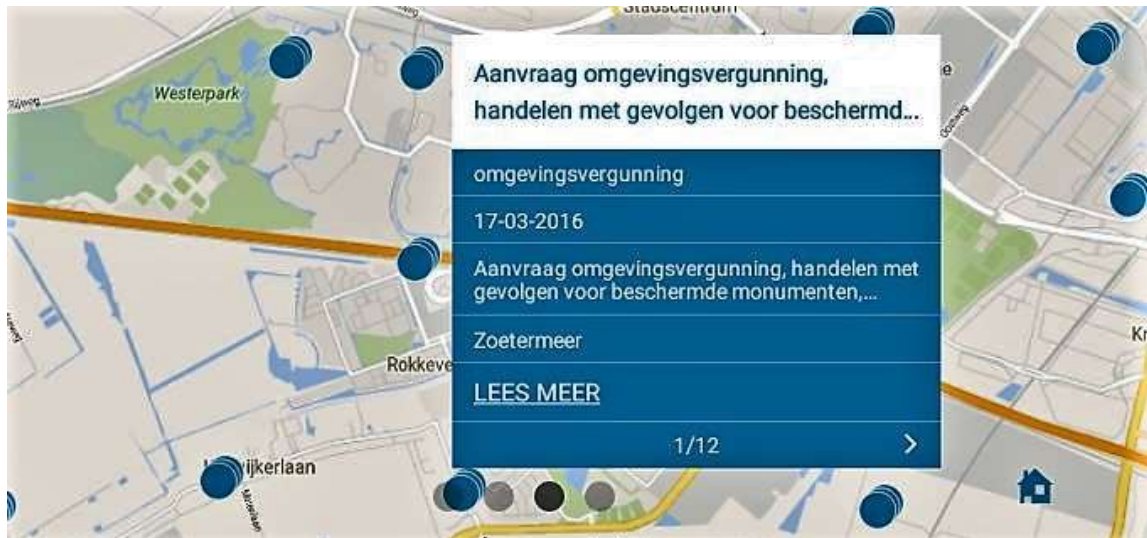 Stadscentrum
Westerpark
Aanvraag omgevingsvergunning,
handelen met gevolgen voor beschermd...
omgevingsvergunning
17-03-2016
Aanvraag omgevingsvergunning, handelen met
gevolgen voor beschermde monumenten,...
Zoetermeer
Rokkeve
LEES MEER
1/12
ijkerlaan
Kr